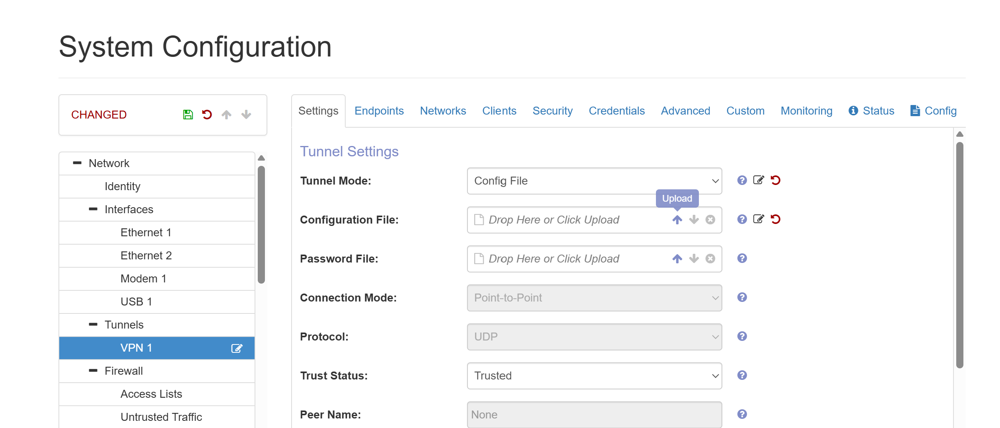 System Configuration
CHANGED
Settings Endpoints Networks Clients Security Credentials Advanced Custom Monitoring Status Config
Network
Identity
Interfaces
Ethernet 1
Ethernet 2
Modem 1
USB 1
Tunnels
VPN 1
Firewall
Access Lists
Untrusted Traffic
Tunnel Settings
Tunnel Mode: Config File
Upload
Configuration File: Drop Here or Click Upload
Password File: Drop Here or Click Upload
Connection Mode: Point-to-Point
Protocol: UDP
Trust Status: Trusted
Peer Name: None